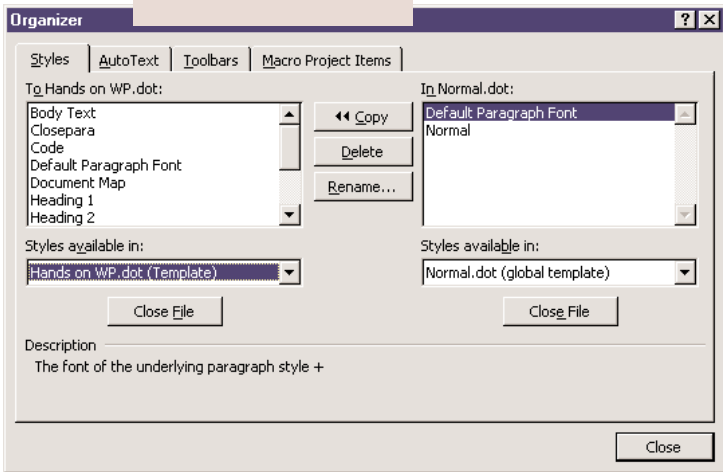 Organizer
Styles AutoText Toolbars Macro Project Items
To Hands on WP.dot:
Body Text
Closepara
Code
Default Paragraph Font
Document Map
Heading 1
Heading 2
Styles available in:
Hands on WP.dot (Template)
Close File
Copy
Delete
Rename...
In Normal.dot:
Default Paragraph Font
Normal
Styles available in:
Normal.dot (global template)
Close File
Description
The font of the underlying paragraph style +
Close